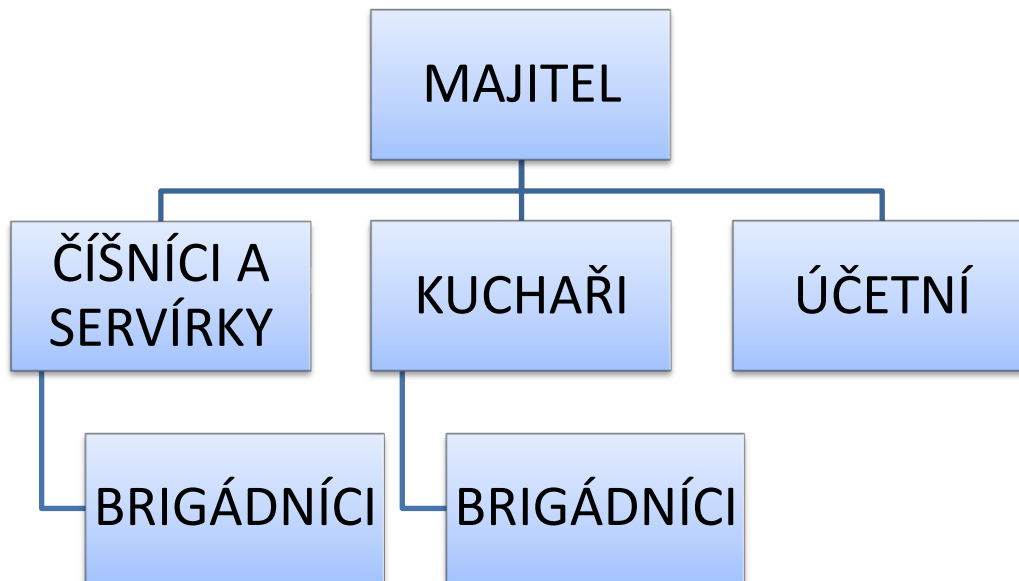 MAJITEL
ČÍŠNÍCI A
SERVÍRKY
KUCHAŘI
ÚČETNÍ
BRIGÁDNÍCI
BRIGÁDNÍCI